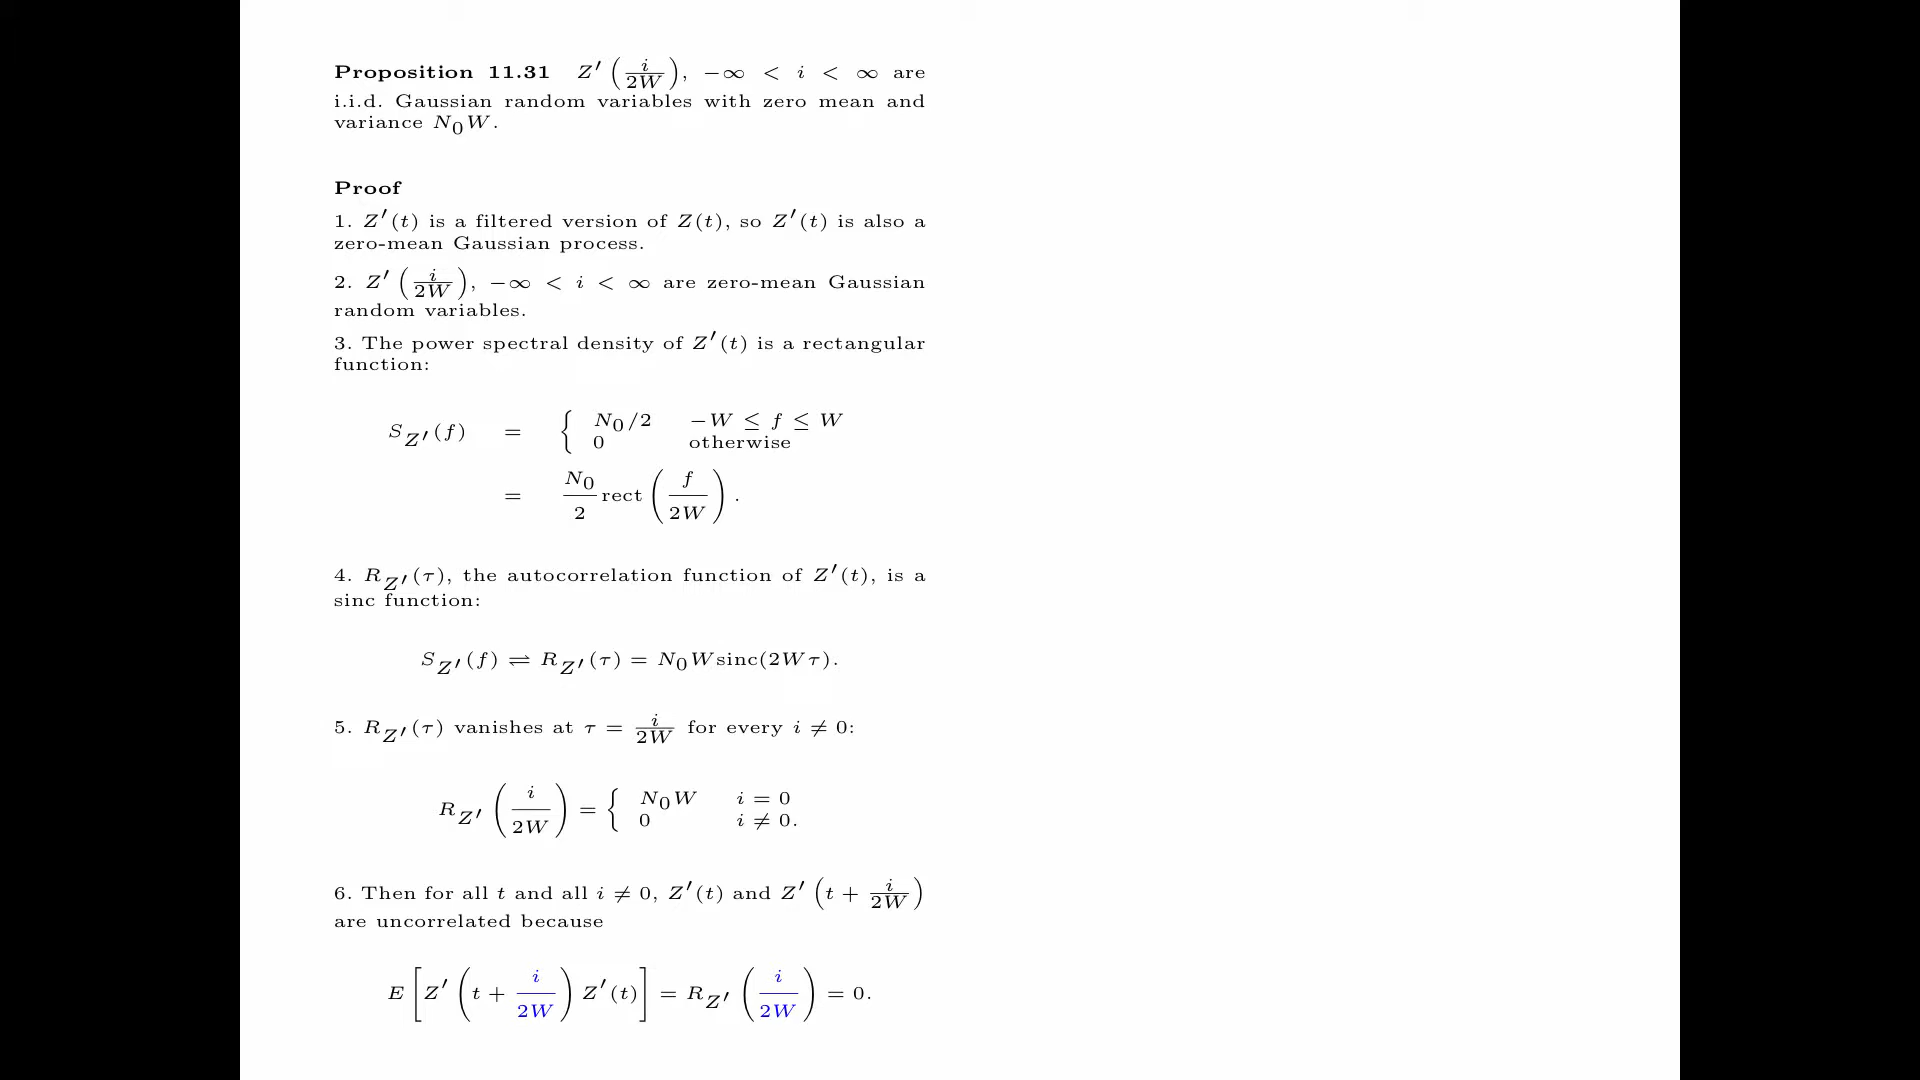 Proposition 11.31 Z′(i/2W), −∞ < i < ∞ are
i.i.d. Gaussian random variables with zero mean and
variance N₀W.
Proof
1. Z′(t) is a filtered version of Z(t), so Z′(t) is also a
zero-mean Gaussian process.
2. Z′(i/2W), −∞ < i < ∞ are zero-mean Gaussian
random variables.
3. The power spectral density of Z′(t) is a rectangular
function:
S_Z′(f) = { N₀/2 −W ≤ f ≤ W
0 otherwise
= N₀/2 rect(f/2W).
4. R_Z′(τ), the autocorrelation function of Z′(t), is a
sinc function:
S_Z′(f) ⇌ R_Z′(τ) = N₀W sinc(2Wτ).
5. R_Z′(τ) vanishes at τ = i/2W for every i ≠ 0:
R_Z′(i/2W) = { N₀W i = 0
0 i ≠ 0.
6. Then for all t and all i ≠ 0, Z′(t) and Z′(t + i/2W)
are uncorrelated because
E[Z′(t + i/2W) Z′(t)] = R_Z′(i/2W) = 0.